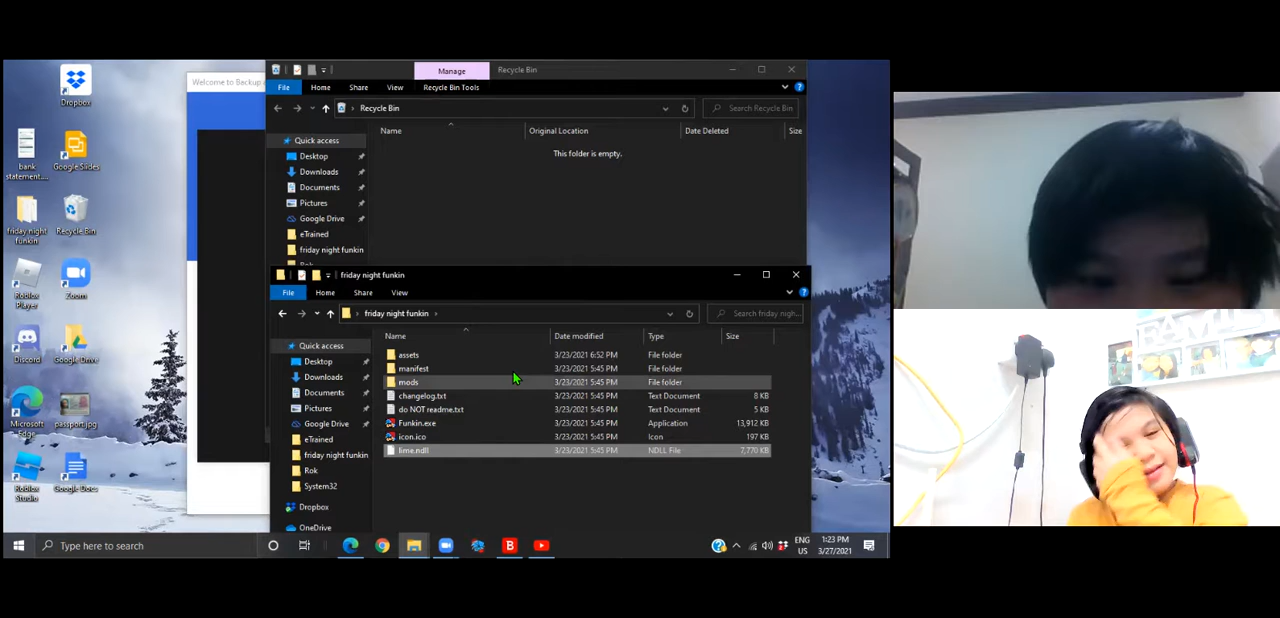 Dropbox
bank statement....
Google Slides
friday night funkin
Recycle Bin
Roblox Player
Zoom
Discord
Google Drive
Microsoft Edge
passport.jpg
Roblox Studio
Google Docs
Welcome to Backup
Manage
Recycle Bin
File
Home
Share
View
Recycle Bin Tools
Recycle Bin
Search Recycle Bin
Name
Original Location
Date Deleted
Size
This folder is empty.
Quick access
Desktop
Downloads
Documents
Pictures
Google Drive
eTrained
friday night funkin
friday night funkin
File
Home
Share
View
friday night funkin
Search friday nigh...
Name
Date modified
Type
Size
Quick access
Desktop
Downloads
Documents
Pictures
Google Drive
eTrained
friday night funkin
Rok
System32
Dropbox
OneDrive
assets 3/23/2021 6:52 PM File folder
manifest 3/23/2021 5:45 PM File folder
mods 3/23/2021 5:45 PM File folder
changelog.txt 3/23/2021 5:45 PM Text Document 8 KB
do NOT readme.txt 3/23/2021 5:45 PM Text Document 5 KB
Funkin.exe 3/23/2021 5:45 PM Application 13,912 KB
icon.ico 3/23/2021 5:45 PM Icon 197 KB
lime.ndll 3/23/2021 5:45 PM NDLL File 7,770 KB
Type here to search
B
ENG
US
1:23 PM
3/27/2021